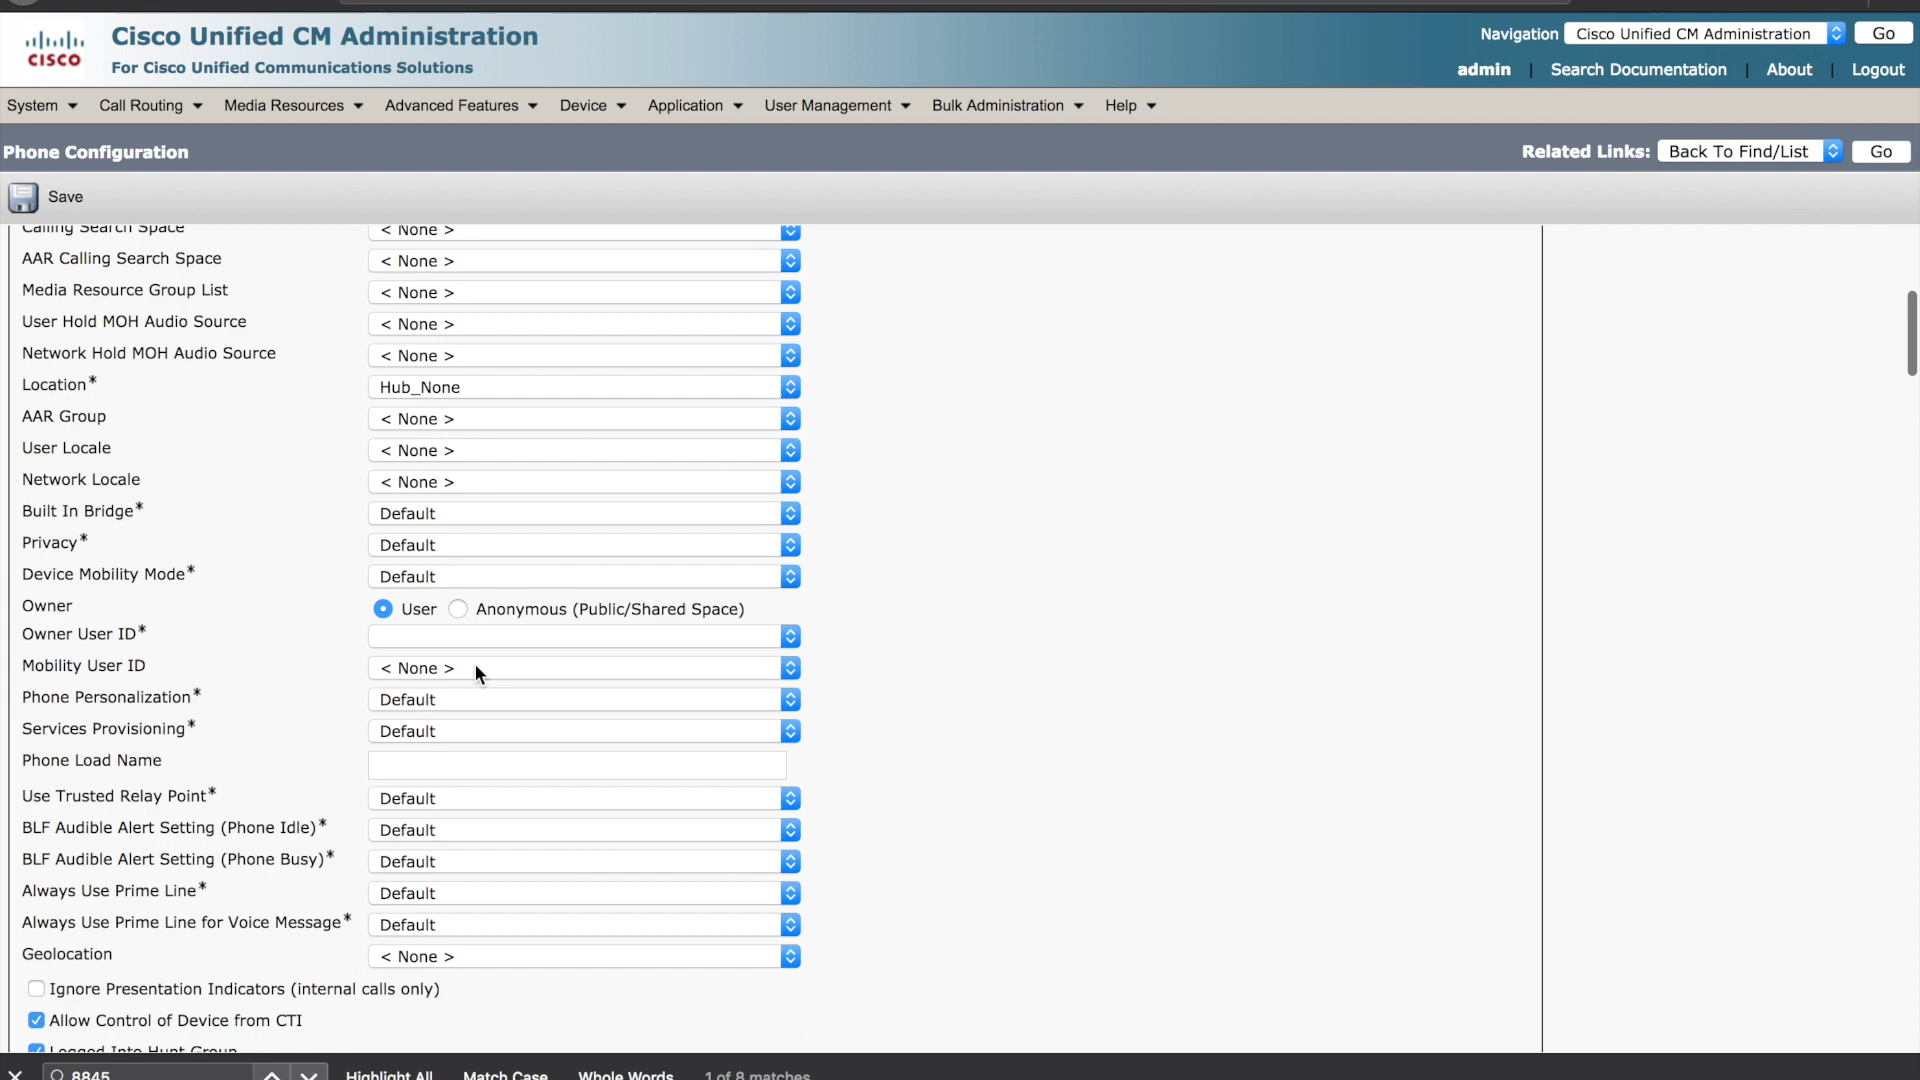 Cisco Unified CM Administration
For Cisco Unified Communications Solutions
CISCO
Navigation Cisco Unified CM Administration Go
admin | Search Documentation | About | Logout
System Call Routing Media Resources Advanced Features Device Application User Management Bulk Administration Help
Phone Configuration
Related Links: Back To Find/List Go
Save
Calling Search Space < None >
AAR Calling Search Space < None >
Media Resource Group List < None >
User Hold MOH Audio Source < None >
Network Hold MOH Audio Source < None >
Location* Hub_None
AAR Group < None >
User Locale < None >
Network Locale < None >
Built In Bridge* Default
Privacy* Default
Device Mobility Mode* Default
Owner User Anonymous (Public/Shared Space)
Owner User ID*
Mobility User ID < None >
Phone Personalization* Default
Services Provisioning* Default
Phone Load Name
Use Trusted Relay Point* Default
BLF Audible Alert Setting (Phone Idle)* Default
BLF Audible Alert Setting (Phone Busy)* Default
Always Use Prime Line* Default
Always Use Prime Line for Voice Message* Default
Geolocation < None >
Ignore Presentation Indicators (internal calls only)
Allow Control of Device from CTI
Logged Into Hunt Group
8845 Highlight All Match Case Whole Words 1 of 8 matches